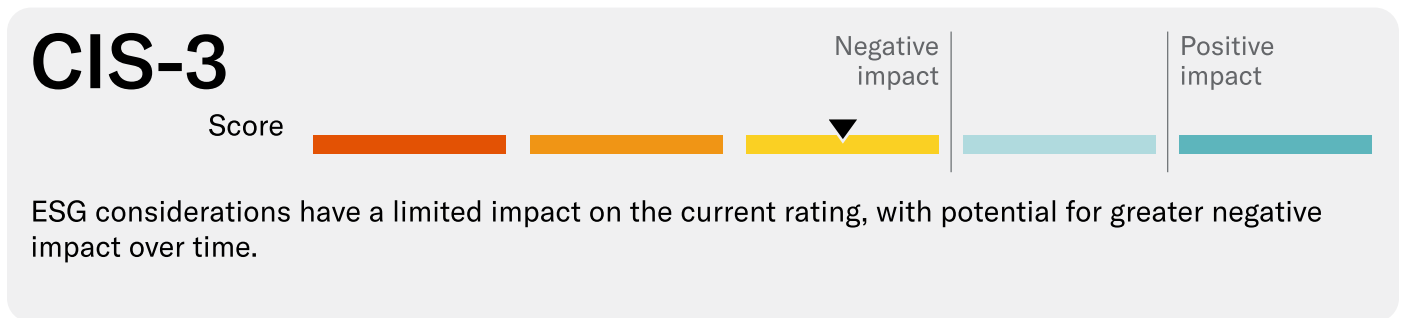 CIS-3
Negative
impact
Positive
impact
Score
ESG considerations have a limited impact on the current rating, with potential for greater negative
impact over time.